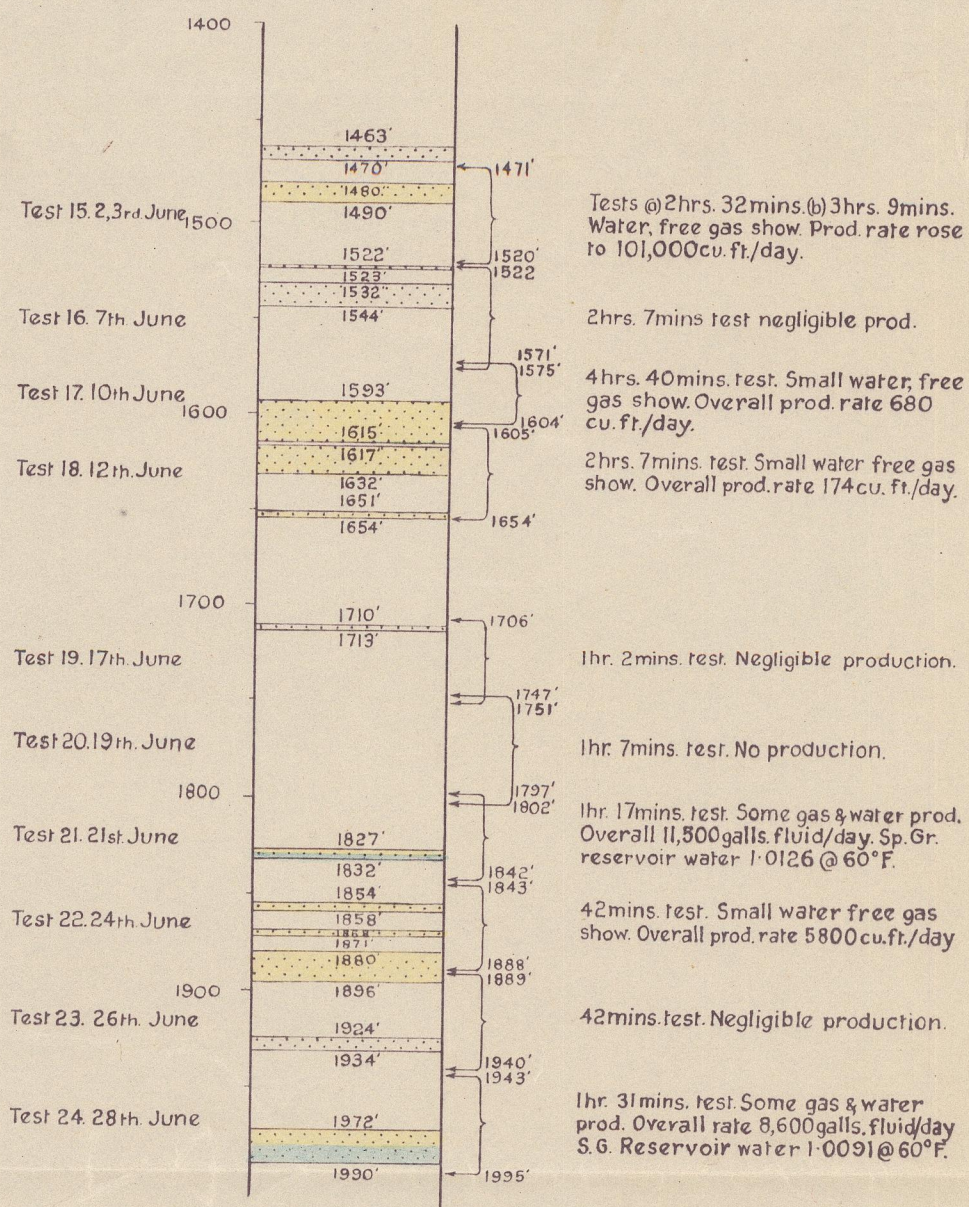 1400
1463'
1470'
1471'
1480'
Test 15. 2,3rd. June
1490'
1500
Tests @ 2hrs. 32mins. (b) 3hrs. 9mins.
Water, free gas show. Prod. rate rose
to 101,000 cu. ft./day.
1520'
1522'
1522
1523'
1532'
1544'
Test 16. 7th. June
2hrs. 7mins test negligible prod.
1571'
1575'
Test 17. 10th June
1593'
4hrs. 40mins. test. Small water, free
gas show. Overall prod. rate 680
cu. ft./day.
1600
1604'
1605'
1615
1617'
Test 18. 12th. June
1632'
2hrs. 7mins. test. Small water free gas
show. Overall prod. rate 174 cu. ft./day.
1651'
1654'
1654'
1700
1706'
1710'
1713'
Test 19. 17th. June
1hr. 2mins. test. Negligible production.
1747'
1751'
Test 20. 19th. June
1hr. 7mins. test. No production.
1797'
1800
1802'
Test 21. 21st. June
1hr. 17mins. test. Some gas & water prod.
Overall 11,500 galls. fluid/day. Sp. Gr.
reservoir water 1·0126 @ 60°F.
1827'
1832'
1842'
1843'
1854'
1858'
Test 22. 24th. June
42mins. test. Small water free gas
show. Overall prod. rate 5800 cu. ft./day
1868'
1871'
1880'
1888'
1889'
1896'
1900
Test 23. 26th. June
42mins. test. Negligible production.
1924'
1934'
1940'
1943'
Test 24. 28th. June
1hr. 31mins. test. Some gas & water
prod. Overall rate 8,600 galls. fluid/day
S.G. Reservoir water 1·0091 @ 60°F.
1972'
1990'
1995'